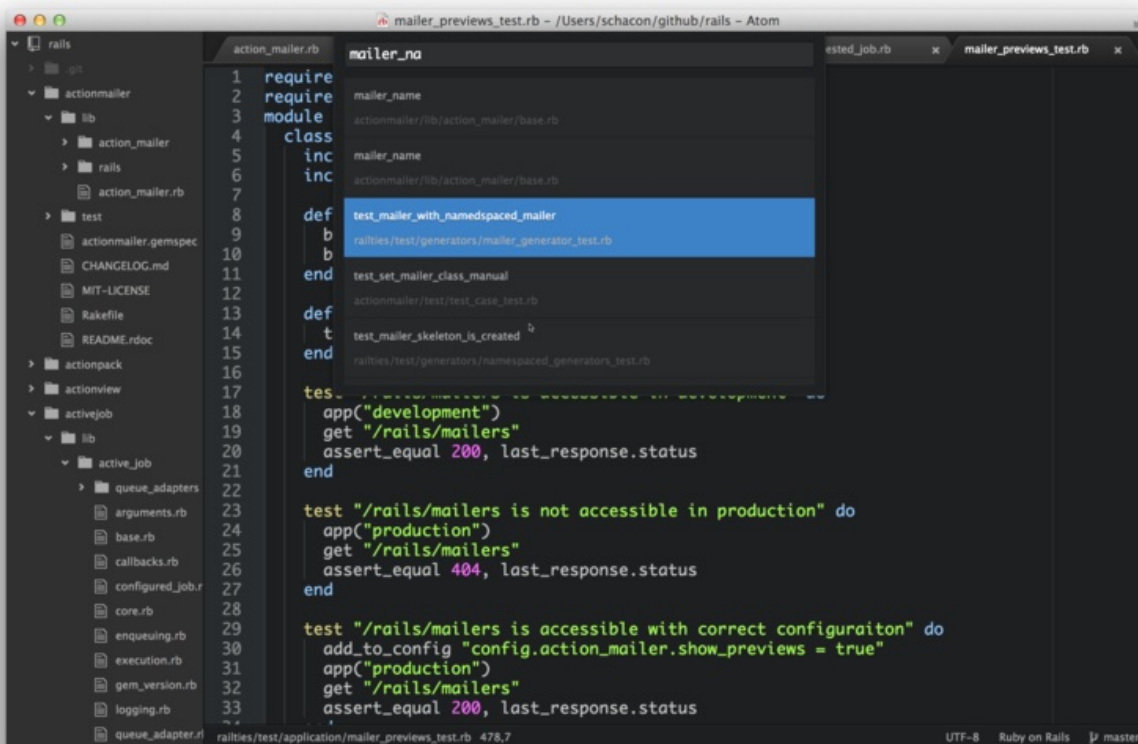 mailer_previews_test.rb – /Users/schacon/github/rails – Atom
rails
.git
actionmailer
lib
action_mailer
rails
action_mailer.rb
test
actionmailer.gemspec
CHANGELOG.md
MIT-LICENSE
Rakefile
README.rdoc
actionpack
actionview
activejob
lib
active_job
queue_adapters
arguments.rb
base.rb
callbacks.rb
configured_job.r
core.rb
enqueuing.rb
execution.rb
gem_version.rb
logging.rb
queue_adapter.r
action_mailer.rb
ested_job.rb x
mailer_previews_test.rb x
mailer_na
mailer_name
actionmailer/lib/action_mailer/base.rb
mailer_name
actionmailer/lib/action_mailer/base.rb
test_mailer_with_namedspaced_mailer
railties/test/generators/mailer_generator_test.rb
test_set_mailer_class_manual
actionmailer/test/test_case_test.rb
test_mailer_skeleton_is_created
railties/test/generators/namespaced_generators_test.rb
1 require
2 require
3 module
4 class
5 inc
6 inc
7
8 def
9 b
10 b
11 end
12
13 def
14 t
15 end
16
17 tes "/rails/mailers is accessible in development" do
18 app("development")
19 get "/rails/mailers"
20 assert_equal 200, last_response.status
21 end
22
23 test "/rails/mailers is not accessible in production" do
24 app("production")
25 get "/rails/mailers"
26 assert_equal 404, last_response.status
27 end
28
29 test "/rails/mailers is accessible with correct configuraiton" do
30 add_to_config "config.action_mailer.show_previews = true"
31 app("production")
32 get "/rails/mailers"
33 assert_equal 200, last_response.status
railties/test/application/mailer_previews_test.rb 478,7
UTF-8 Ruby on Rails master